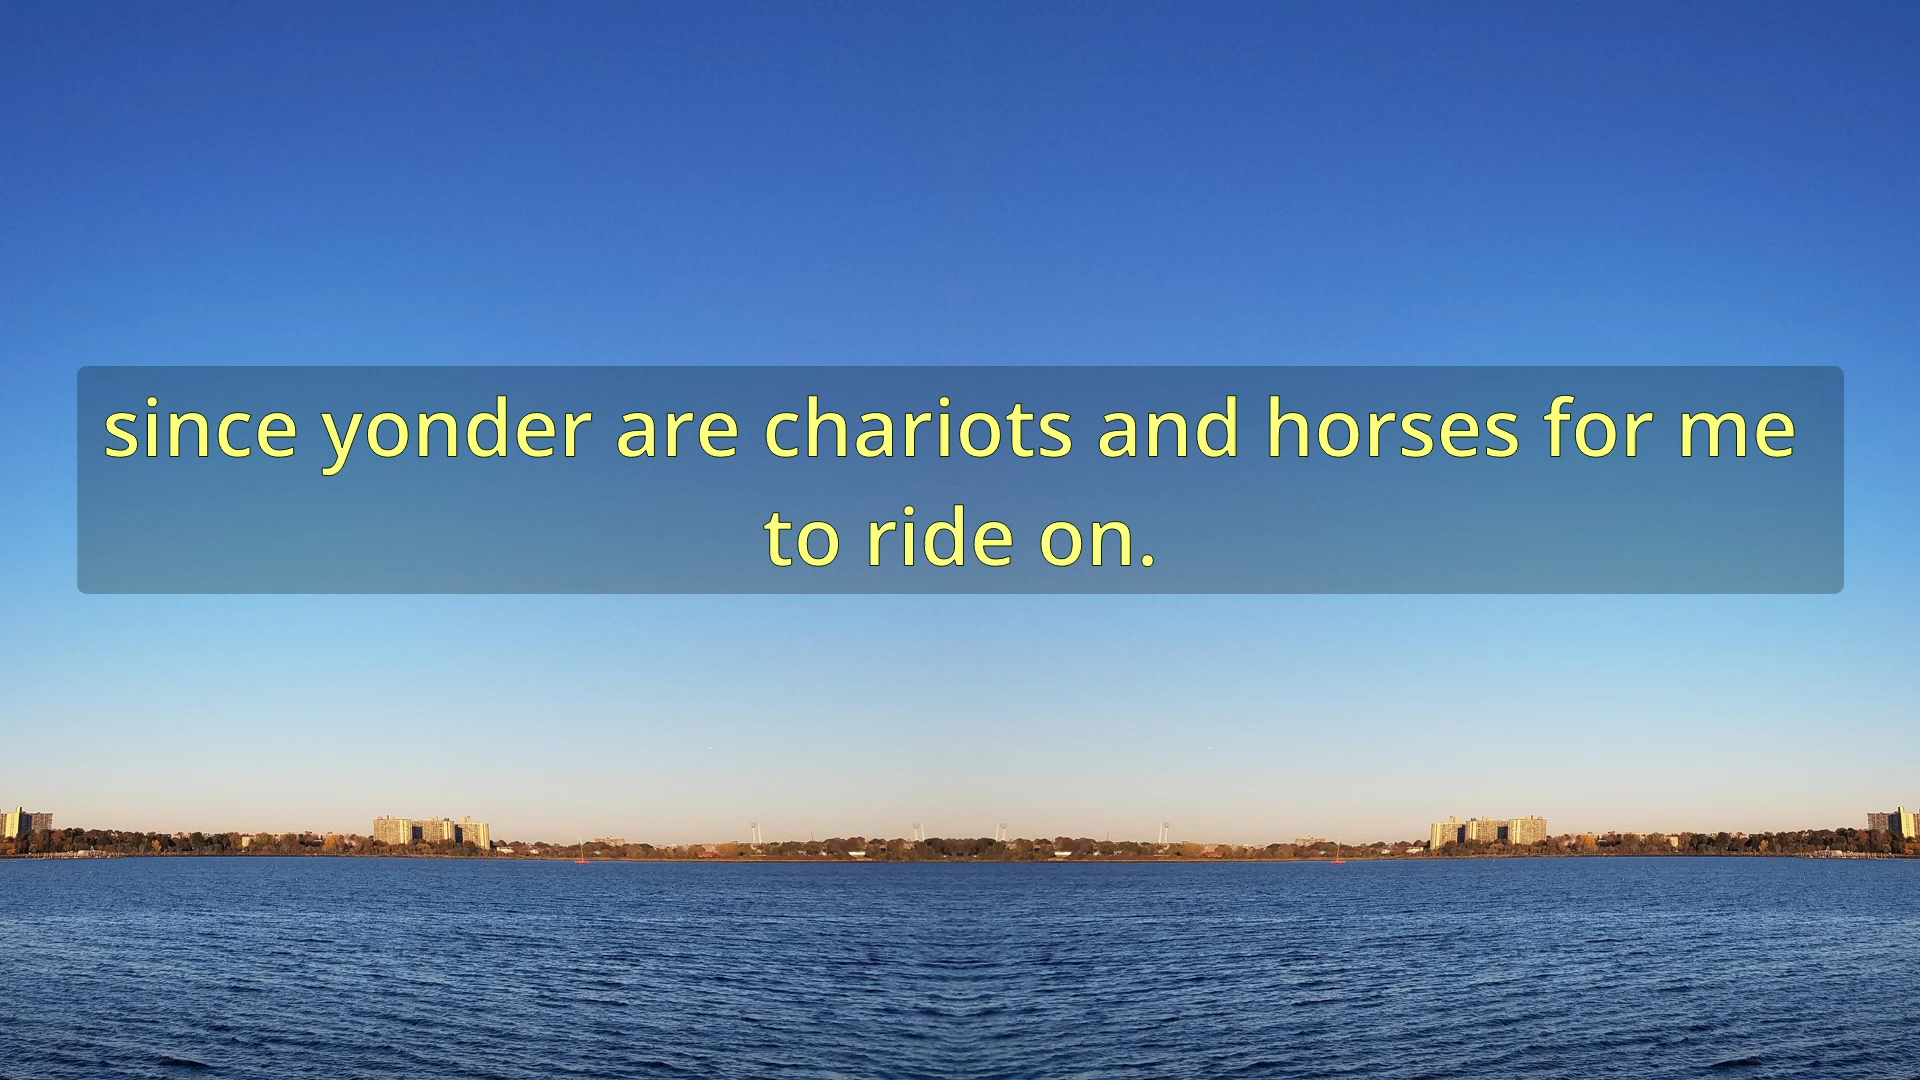 since yonder are chariots and horses for me
to ride on.